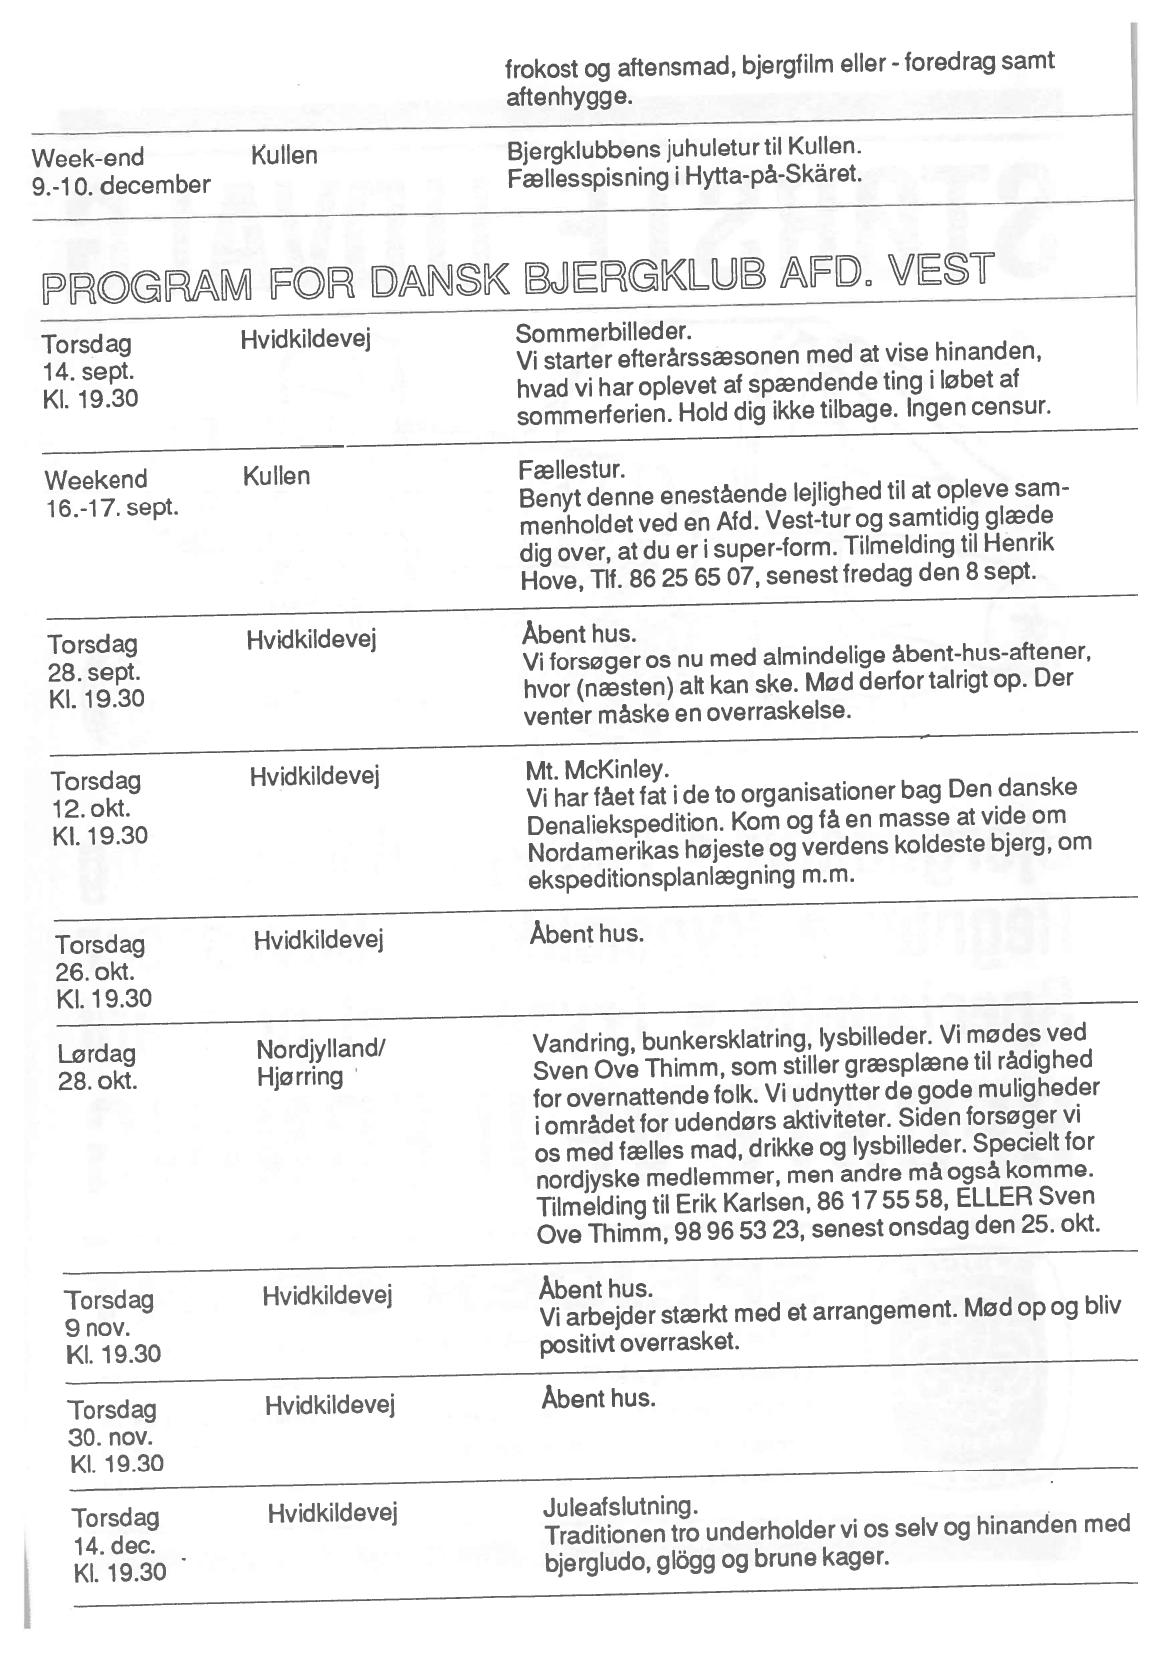 frokost og aftensmad, bjergfilm eller - foredrag samt
aftenhygge.
Week-end
9.-10. december
Kullen
Bjergklubbens juhuletur til Kullen.
Fællesspisning i Hytta-på-Skäret.
PROGRAM FOR DANSK BJERGKLUB AFD. VEST
Torsdag
14. sept.
Kl. 19.30
Hvidkildevej
Sommerbilleder.
Vi starter efterårssæsonen med at vise hinanden,
hvad vi har oplevet af spændende ting i løbet af
sommerferien. Hold dig ikke tilbage. Ingen censur.
Weekend
16.-17. sept.
Kullen
Fællestur.
Benyt denne enestående lejlighed til at opleve sam-
menholdet ved en Afd. Vest-tur og samtidig glæde
dig over, at du er i super-form. Tilmelding til Henrik
Hove, Tlf. 86 25 65 07, senest fredag den 8 sept.
Torsdag
28. sept.
Kl. 19.30
Hvidkildevej
Åbent hus.
Vi forsøger os nu med almindelige åbent-hus-aftener,
hvor (næsten) alt kan ske. Mød derfor talrigt op. Der
venter måske en overraskelse.
Torsdag
12. okt.
Kl. 19.30
Hvidkildevej
Mt. McKinley.
Vi har fået fat i de to organisationer bag Den danske
Denaliekspedition. Kom og få en masse at vide om
Nordamerikas højeste og verdens koldeste bjerg, om
ekspeditionsplanlægning m.m.
Torsdag
26. okt.
Kl. 19.30
Hvidkildevej
Åbent hus.
Lørdag
28. okt.
Nordjylland/
Hjørring
Vandring, bunkersklatring, lysbilleder. Vi mødes ved
Sven Ove Thimm, som stiller græsplæne til rådighed
for overnattende folk. Vi udnytter de gode muligheder
i området for udendørs aktiviteter. Siden forsøger vi
os med fælles mad, drikke og lysbilleder. Specielt for
nordjyske medlemmer, men andre må også komme.
Tilmelding til Erik Karlsen, 86 17 55 58, ELLER Sven
Ove Thimm, 98 96 53 23, senest onsdag den 25. okt.
Torsdag
9 nov.
Kl. 19.30
Hvidkildevej
Åbent hus.
Vi arbejder stærkt med et arrangement. Mød op og bliv
positivt overrasket.
Torsdag
30. nov.
Kl. 19.30
Hvidkildevej
Åbent hus.
Torsdag
14. dec.
Kl. 19.30
Hvidkildevej
Juleafslutning.
Traditionen tro underholder vi os selv og hinanden med
bjergludo, glögg og brune kager.